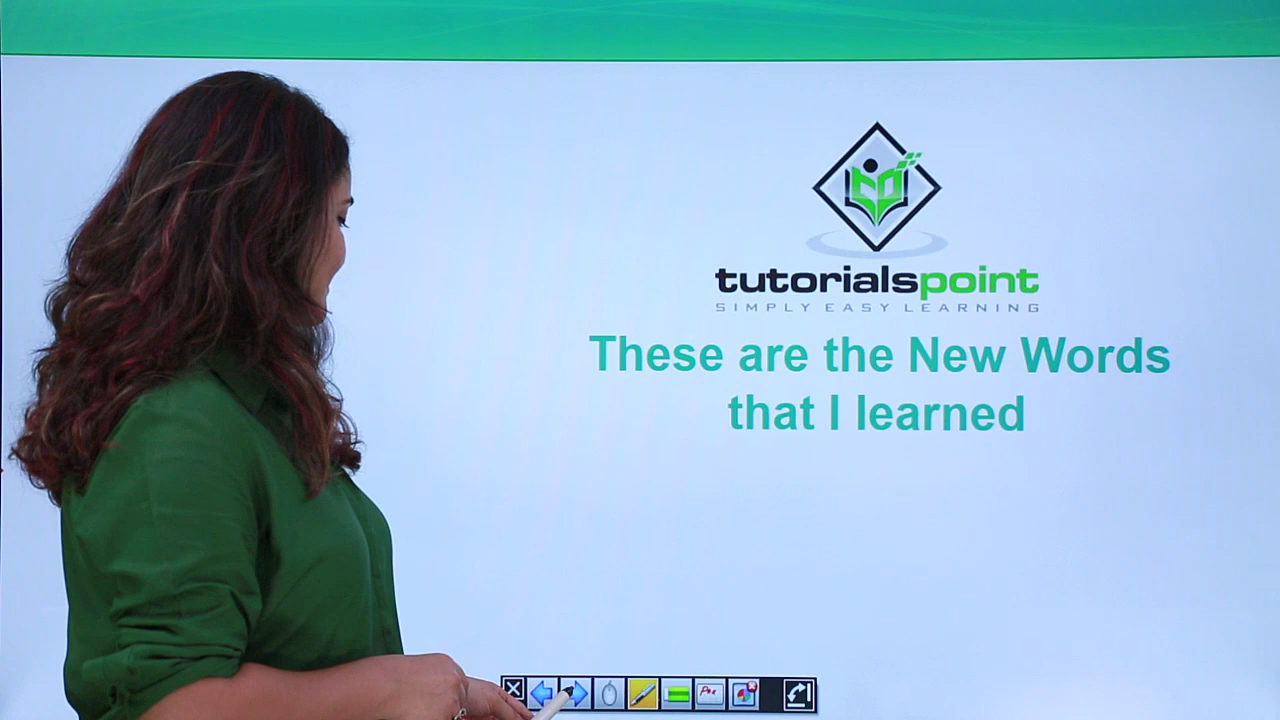 tutorialspoint
SIMPLY EASY LEARNING
These are the New Words
that I learned